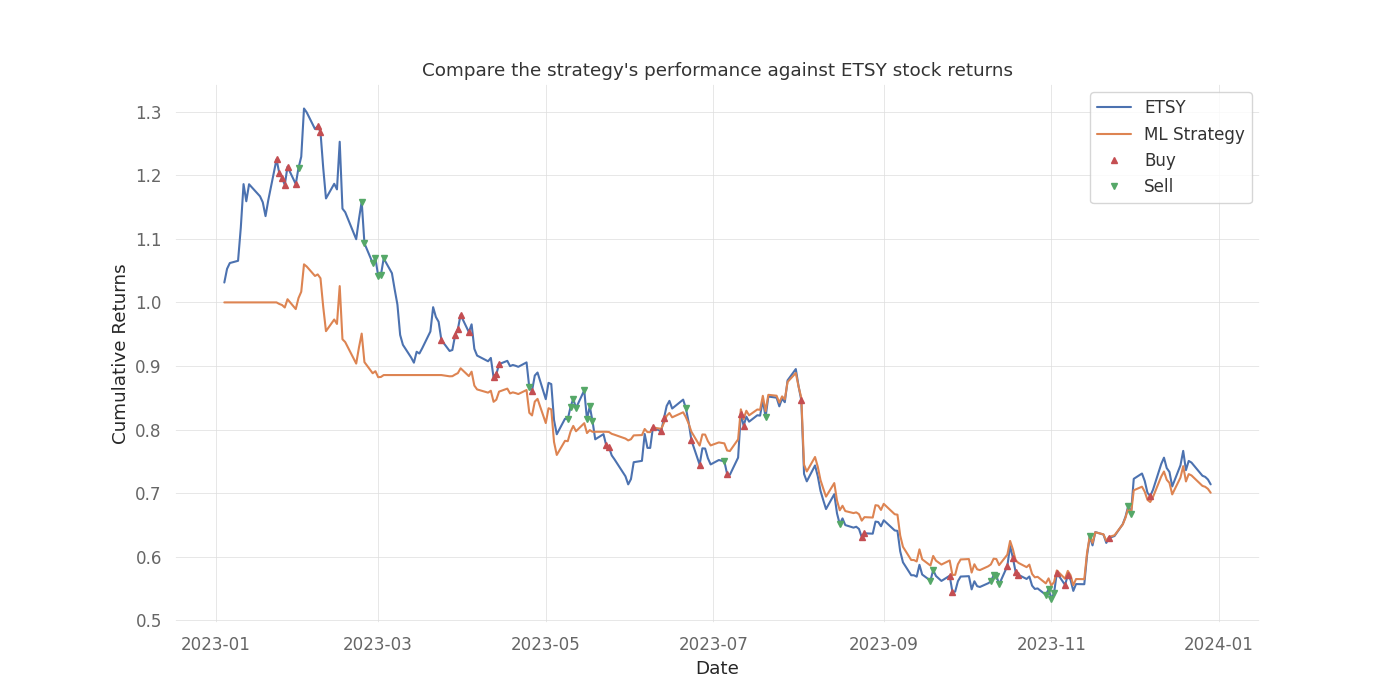 Compare the strategy's performance against ETSY stock returns
ETSY
ML Strategy
Buy
Sell
Cumulative Returns
1.3
1.2
1.1
1.0
0.9
0.8
0.7
0.6
0.5
2023-01
2023-03
2023-05
2023-07
2023-09
2023-11
2024-01
Date